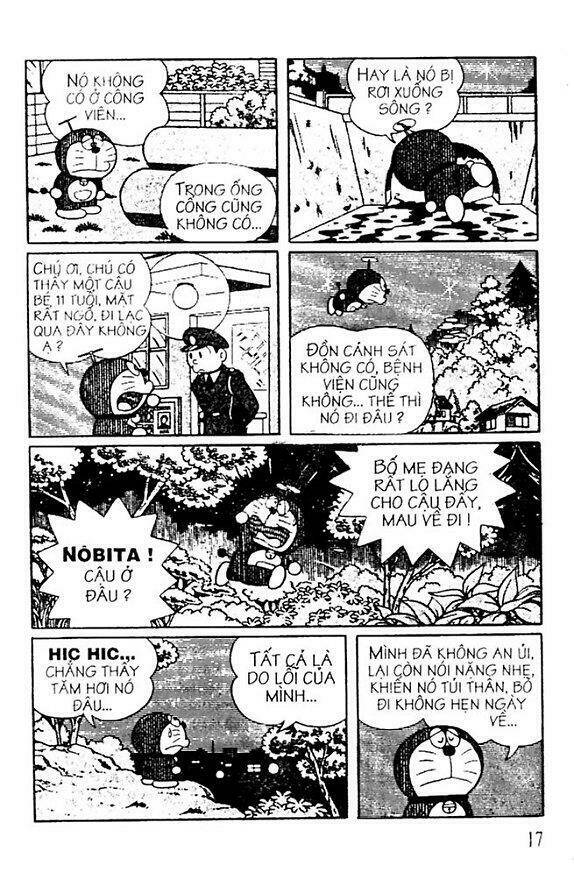 NÓ KHÔNG
CÓ Ở CÔNG
VIÊN...
TRONG ỐNG
CỐNG CŨNG
KHÔNG CÓ...
HAY LÀ NÓ BỊ
RƠI XUỐNG
SÔNG ?
CHÚ ƠI, CHÚ CÓ
THẤY MỘT CẬU
BÉ 11 TUỔI, MẶT
RẤT NGỐ, ĐI LẠC
QUA ĐÂY KHÔNG
Ạ ?
ĐỒN CẢNH SÁT
KHÔNG CÓ, BỆNH
VIỆN CŨNG
KHÔNG... THẾ THÌ
NÓ ĐI ĐÂU ?
NÔBITA !
CẬU Ở
ĐÂU ?
BỐ MẸ ĐANG
RẤT LO LẮNG
CHO CẬU ĐẤY,
MAU VỀ ĐI !
HIC HIC...
CHẲNG THẤY
TĂM HƠI NÓ
ĐÂU...
TẤT CẢ LÀ
DO LỖI CỦA
MÌNH...
MÌNH ĐÃ KHÔNG AN ỦI,
LẠI CÒN NÓI NẶNG NHẸ,
KHIẾN NÓ TỦI THÂN, BỎ
ĐI KHÔNG HẸN NGÀY
VỀ...
17